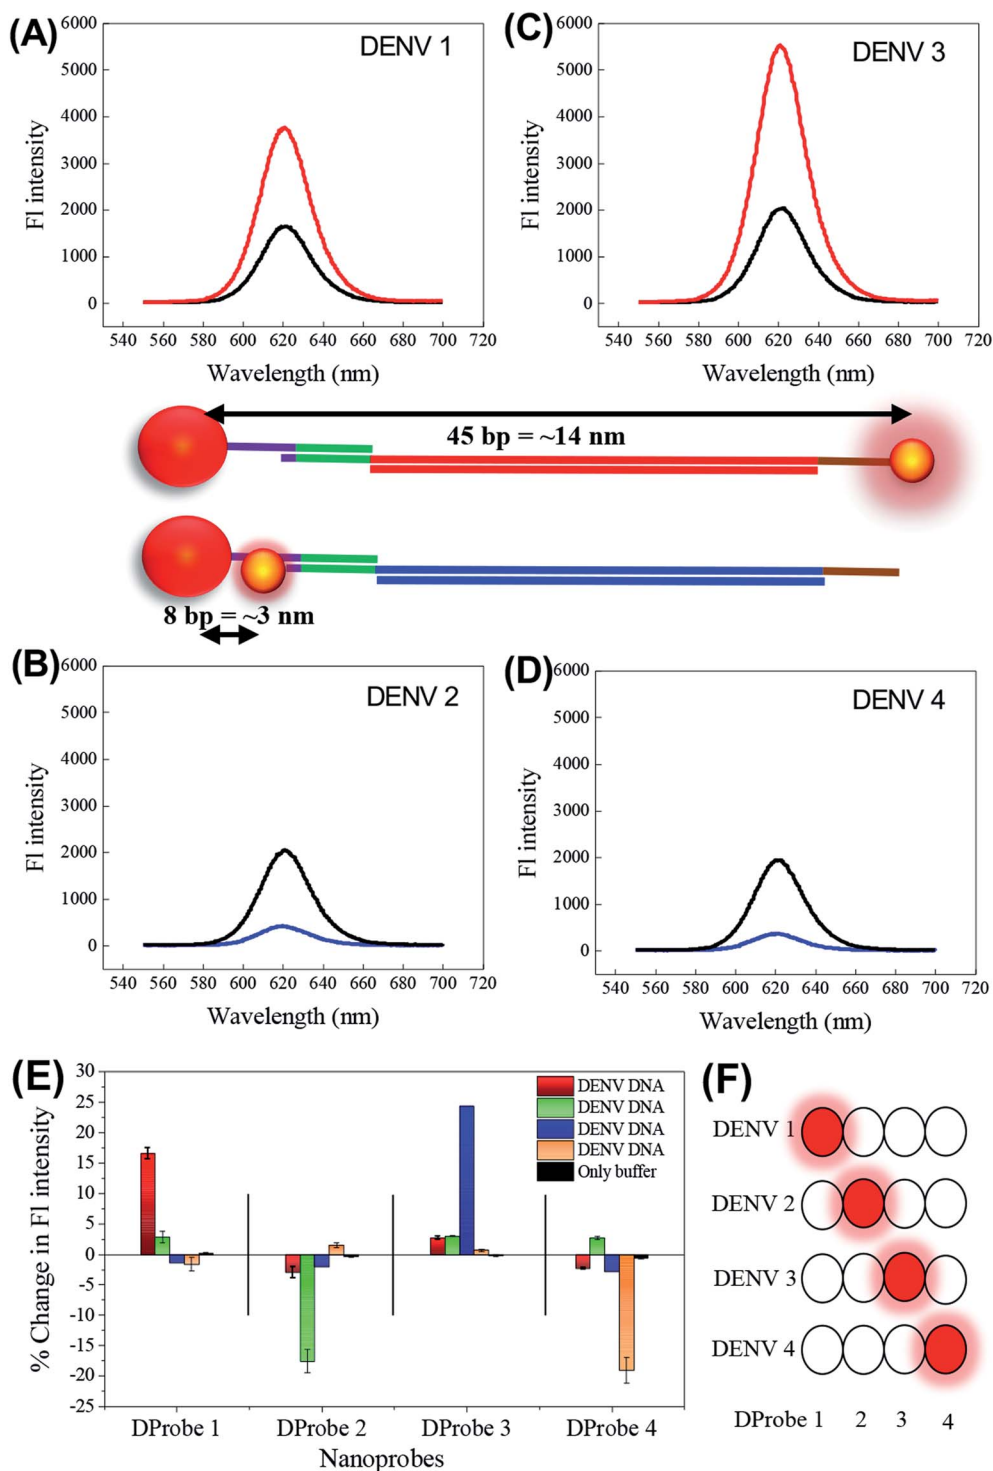 (A)
DENV 1
6000
5000
4000
3000
2000
1000
0
Fl intensity
540 560 580 600 620 640 660 680 700 720
Wavelength (nm)
(C)
DENV 3
6000
5000
4000
3000
2000
1000
0
Fl intensity
540 560 580 600 620 640 660 680 700 720
Wavelength (nm)
45 bp = ~14 nm
8 bp = ~3 nm
(B)
DENV 2
6000
5000
4000
3000
2000
1000
0
Fl intensity
540 560 580 600 620 640 660 680 700 720
Wavelength (nm)
(D)
DENV 4
6000
5000
4000
3000
2000
1000
0
Fl intensity
540 560 580 600 620 640 660 680 700 720
Wavelength (nm)
(E)
30
25
20
15
10
5
0
-5
-10
-15
-20
-25
% Change in Fl intensity
DENV DNA
DENV DNA
DENV DNA
DENV DNA
Only buffer
DProbe 1 DProbe 2 DProbe 3 DProbe 4
Nanoprobes
(F)
DENV 1
DENV 2
DENV 3
DENV 4
DProbe 1 2 3 4